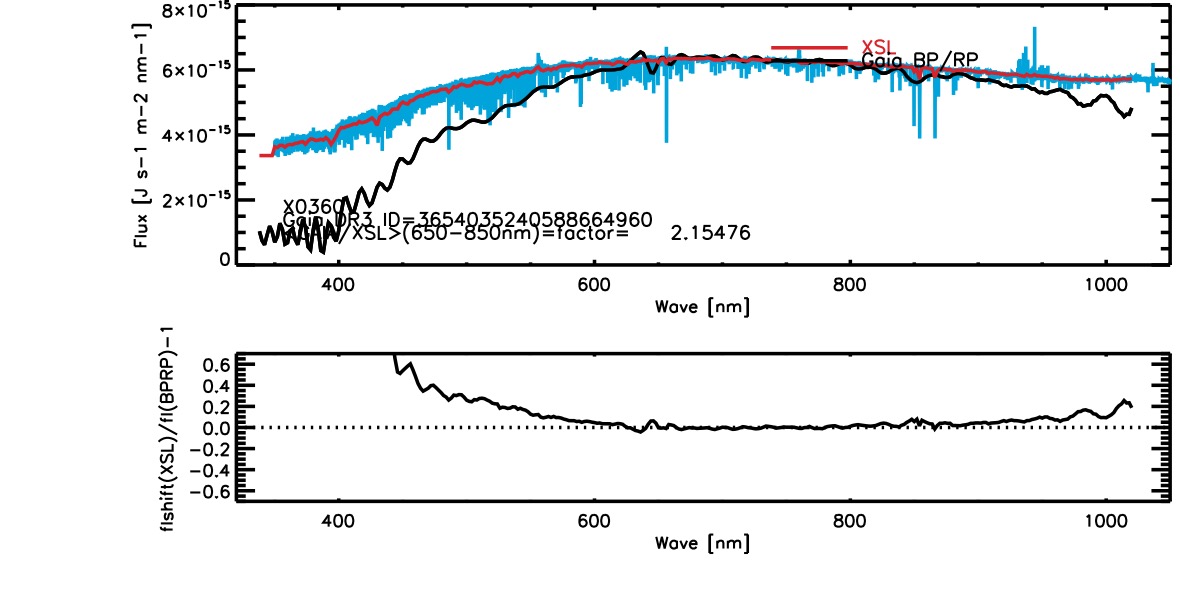 8×10−15
6×10−15
4×10−15
2×10−15
0
Flux [J s−1 m−2 nm−1]
XSL
Gaia BP/RP
X0360
Gaia DR3 ID=3654035240588664960
/XSL>(650−850nm)=factor= 2.15476
400 600 800 1000
Wave [nm]
0.6
0.4
0.2
0.0
−0.2
−0.4
−0.6
flshift(XSL)/fl(BPRP)−1
400 600 800 1000
Wave [nm]